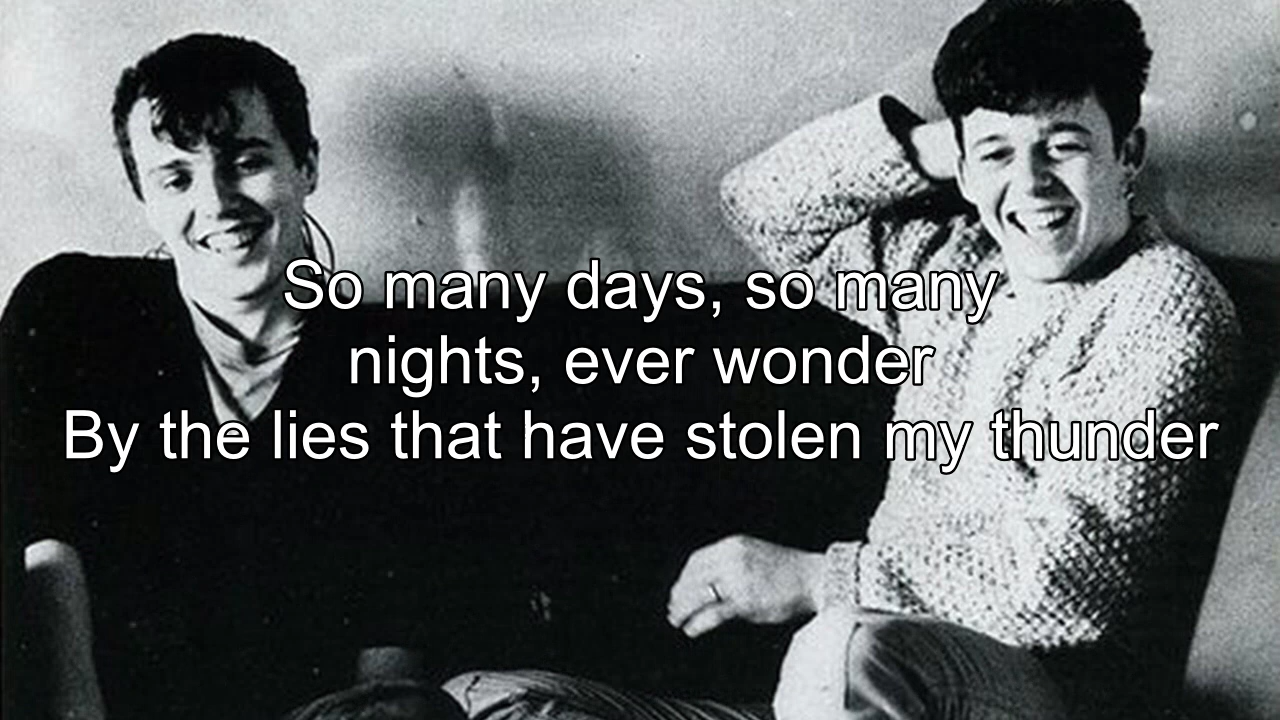 So many days, so many
nights, ever wonder
By the lies that have stolen my thunder